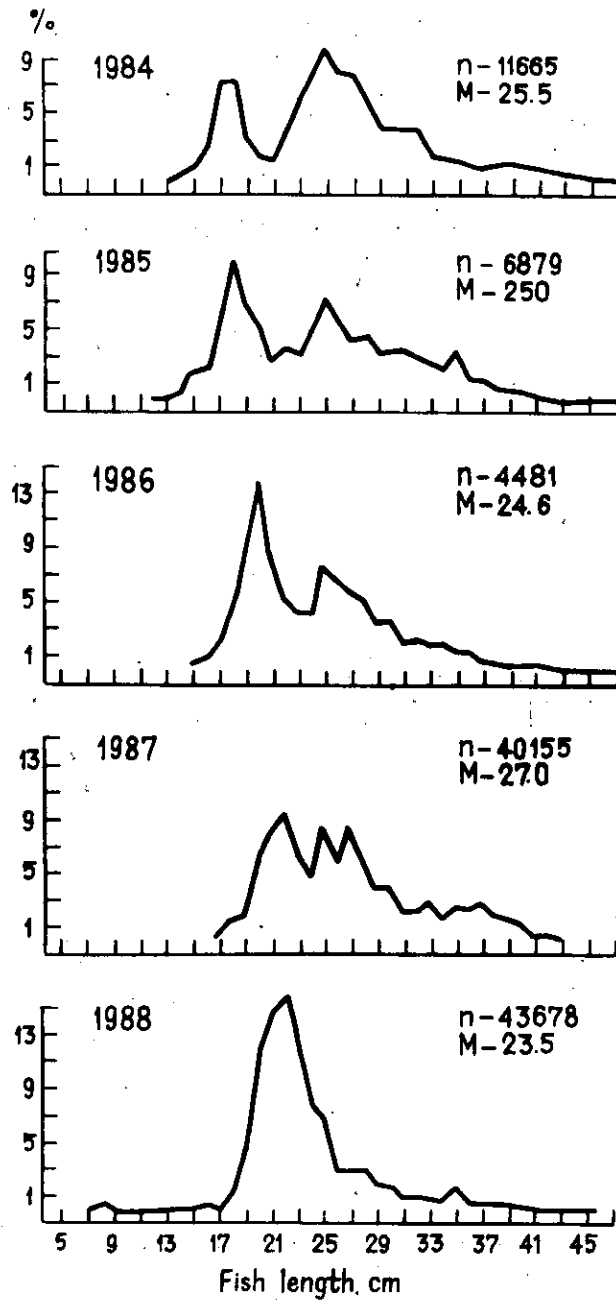 %
1984
n-11665
M-25.5
9
5
1
1985
n-6879
M-250
9
5
1
1986
n-4481
M-24.6
13
9
5
1
1987
n-40155
M-27.0
13
9
5
1
1988
n-43678
M-23.5
13
9
5
1
5 9 13 17 21 25 29 33 37 41 45
Fish length, cm